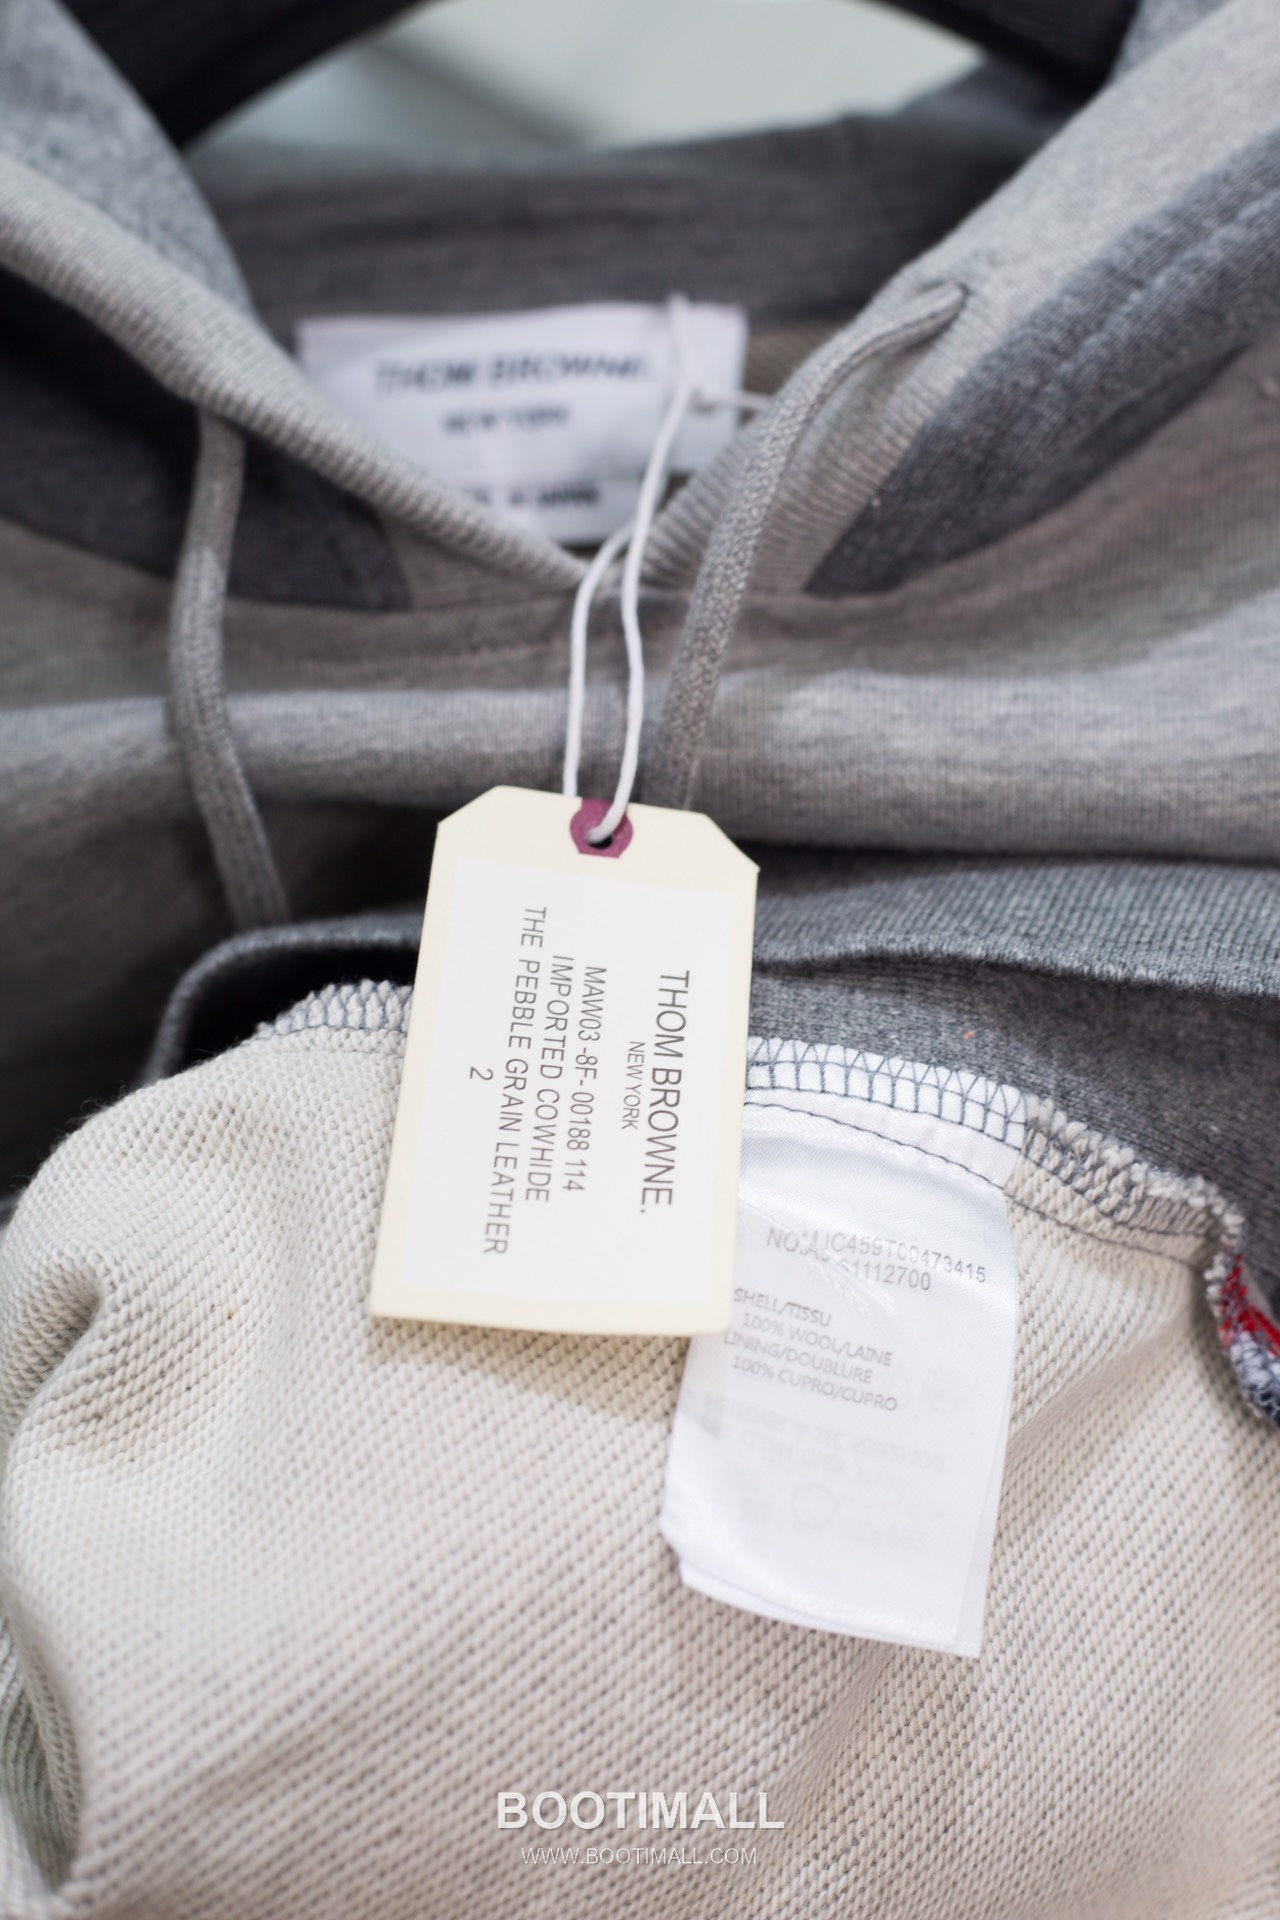 THOM BROWNE.
NEW YORK
THOM BROWNE.
NEW YORK
MAW03-8F-00188 114
IMPORTED COWHIDE
THE PEBBLE GRAIN LEATHER
2
MJC459T00473415
SHELL/TISSU
100% WOOL/LAINE
LINING/DOUBLURE
100% CUPRO/CUPRO
BOOTIMALL
WWW.BOOTIMALL.COM